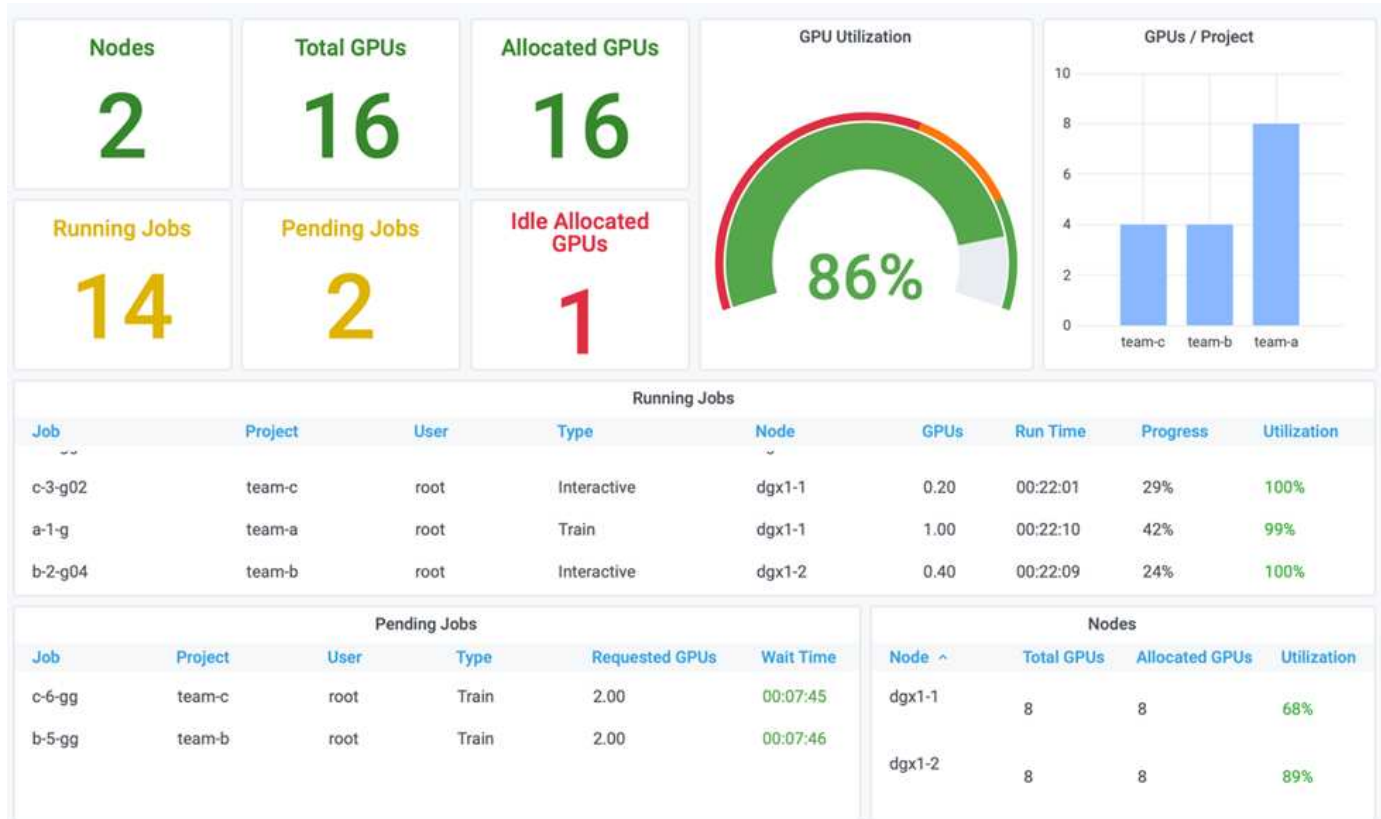 Nodes
2
Total GPUs
16
Allocated GPUs
16
GPU Utilization
86%
GPUs / Project
10
8
6
4
2
0
team-c team-b team-a
Running Jobs
14
Pending Jobs
2
Idle Allocated
GPUs
1
Running Jobs
Job Project User Type Node GPUs Run Time Progress Utilization
c-3-g02 team-c root Interactive dgx1-1 0.20 00:22:01 29% 100%
a-1-g team-a root Train dgx1-1 1.00 00:22:10 42% 99%
b-2-g04 team-b root Interactive dgx1-2 0.40 00:22:09 24% 100%
Pending Jobs
Job Project User Type Requested GPUs Wait Time
c-6-gg team-c root Train 2.00 00:07:45
b-5-gg team-b root Train 2.00 00:07:46
Nodes
Node Total GPUs Allocated GPUs Utilization
dgx1-1 8 8 68%
dgx1-2 8 8 89%